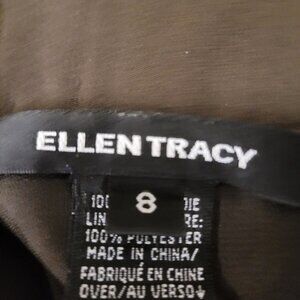 ELLEN TRACY
8
100% POLYESTER
MADE IN CHINA/
FABRIQUÉ EN CHINE
OVER/AU VERSO↓